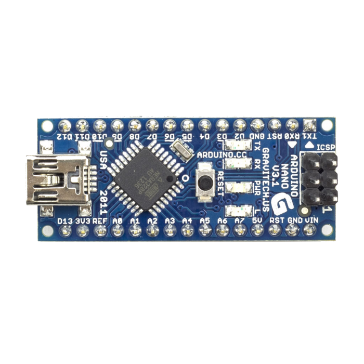 D12 D11 D10 D9 D8 D7 D6 D5 D4 D3 D2 GND RST RX0 TX1
ARDUINO.CC
TX
RX
PWR
L
RESET
USA
2011
GRAVITECH.US
ARDUINO
NANO
V3.1
ICSP
G
1
D13 3V3 REF A0 A1 A2 A3 A4 A5 A6 A7 5V RST GND VIN